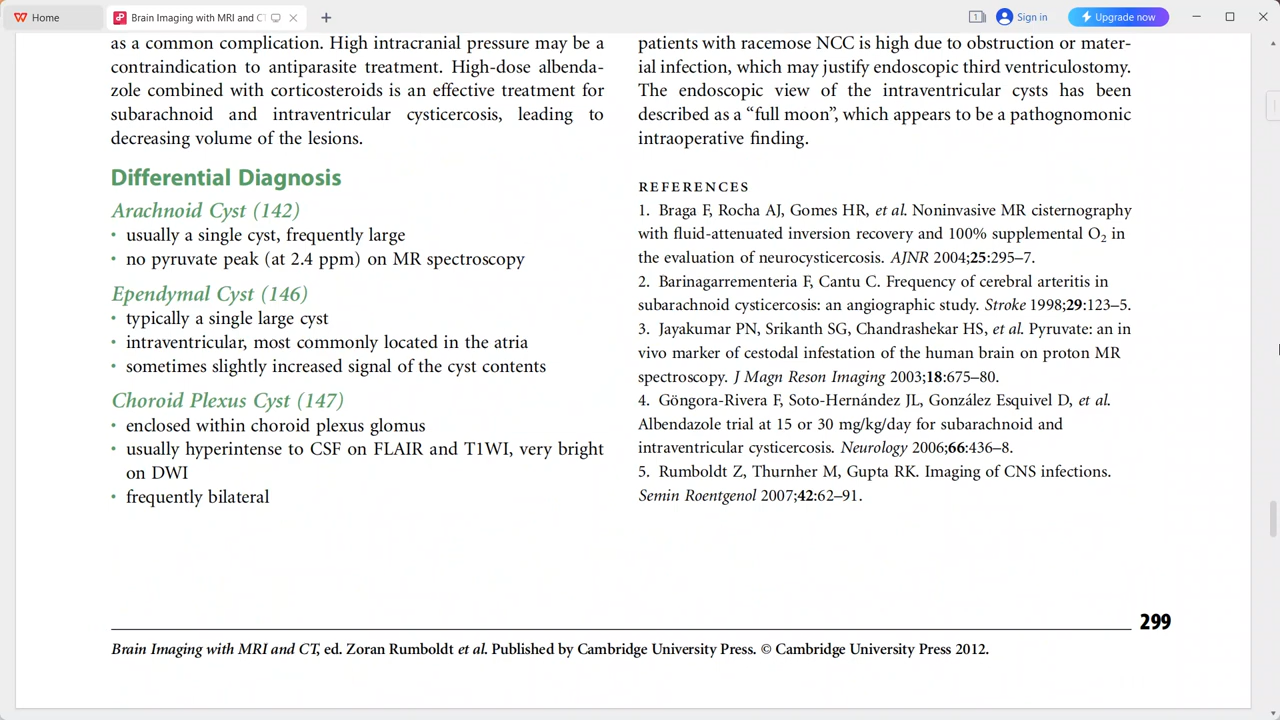 Home
Brain Imaging with MRI and CT
1
Sign in
Upgrade now
as a common complication. High intracranial pressure may be a
contraindication to antiparasite treatment. High-dose albenda-
zole combined with corticosteroids is an effective treatment for
subarachnoid and intraventricular cysticercosis, leading to
decreasing volume of the lesions.
Differential Diagnosis
Arachnoid Cyst (142)
• usually a single cyst, frequently large
• no pyruvate peak (at 2.4 ppm) on MR spectroscopy
Ependymal Cyst (146)
• typically a single large cyst
• intraventricular, most commonly located in the atria
• sometimes slightly increased signal of the cyst contents
Choroid Plexus Cyst (147)
• enclosed within choroid plexus glomus
• usually hyperintense to CSF on FLAIR and T1WI, very bright
on DWI
• frequently bilateral
patients with racemose NCC is high due to obstruction or mater-
ial infection, which may justify endoscopic third ventriculostomy.
The endoscopic view of the intraventricular cysts has been
described as a “full moon”, which appears to be a pathognomonic
intraoperative finding.
REFERENCES
1. Braga F, Rocha AJ, Gomes HR, et al. Noninvasive MR cisternography
with fluid-attenuated inversion recovery and 100% supplemental O₂ in
the evaluation of neurocysticercosis. AJNR 2004;25:295–7.
2. Barinagarrementeria F, Cantu C. Frequency of cerebral arteritis in
subarachnoid cysticercosis: an angiographic study. Stroke 1998;29:123–5.
3. Jayakumar PN, Srikanth SG, Chandrashekar HS, et al. Pyruvate: an in
vivo marker of cestodal infestation of the human brain on proton MR
spectroscopy. J Magn Reson Imaging 2003;18:675–80.
4. Göngora-Rivera F, Soto-Hernández JL, González Esquivel D, et al.
Albendazole trial at 15 or 30 mg/kg/day for subarachnoid and
intraventricular cysticercosis. Neurology 2006;66:436–8.
5. Rumboldt Z, Thurnher M, Gupta RK. Imaging of CNS infections.
Semin Roentgenol 2007;42:62–91.
299
Brain Imaging with MRI and CT, ed. Zoran Rumboldt et al. Published by Cambridge University Press. © Cambridge University Press 2012.